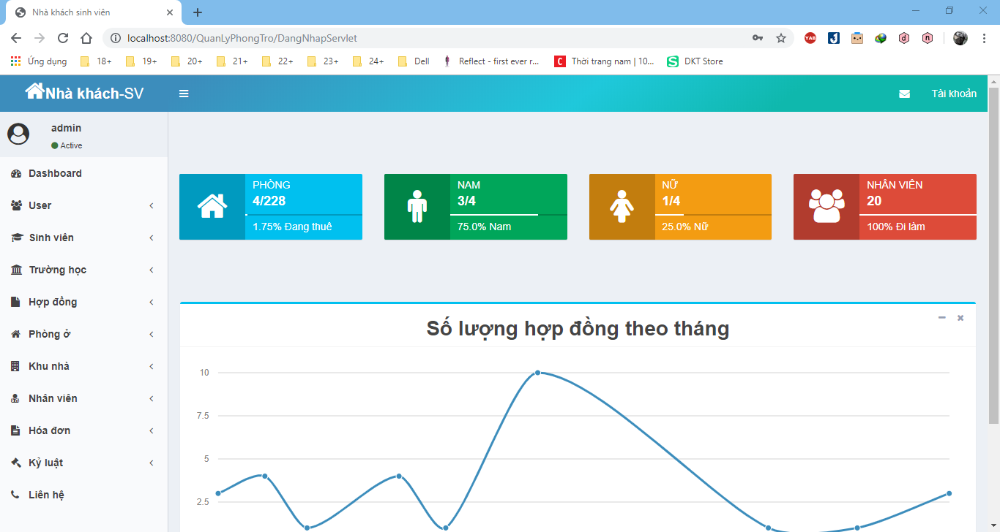 Nhà khách sinh viên
localhost:8080/QuanLyPhongTro/DangNhapServlet
YAB
Ứng dụng 18+ 19+ 20+ 21+ 22+ 23+ 24+ Dell Reflect - first ever r... Thời trang nam | 10... DKT Store
Nhà khách-SV
Tài khoản
admin
Active
Dashboard
User
Sinh viên
Trường học
Hợp đồng
Phòng ở
Khu nhà
Nhân viên
Hóa đơn
Kỷ luật
Liên hệ
PHÒNG
4/228
1.75% Đang thuê
NAM
3/4
75.0% Nam
NỮ
1/4
25.0% Nữ
NHÂN VIÊN
20
100% Đi làm
Số lượng hợp đồng theo tháng
10
7.5
5
2.5